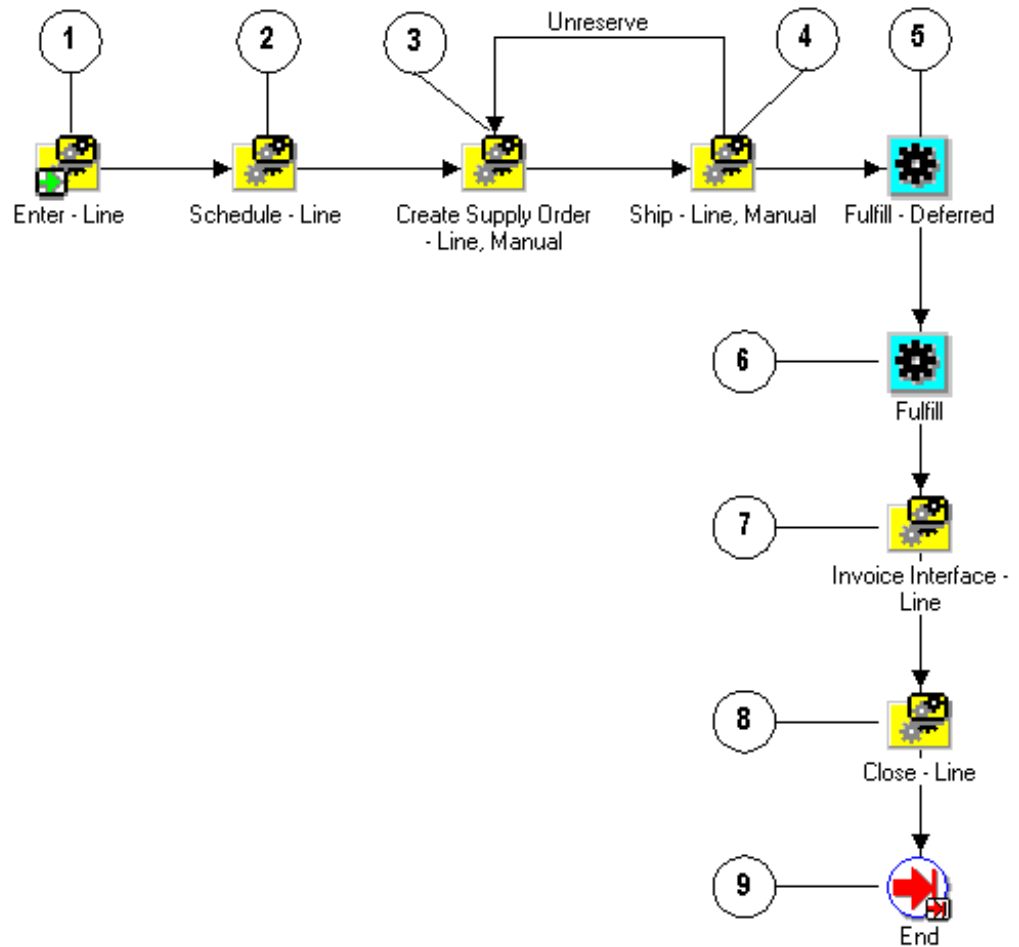 1
2
3
Unreserve
4
5
Enter - Line
Schedule - Line
Create Supply Order
- Line, Manual
Ship - Line, Manual
Fulfill - Deferred
6
Fulfill
7
Invoice Interface -
Line
8
Close - Line
9
End